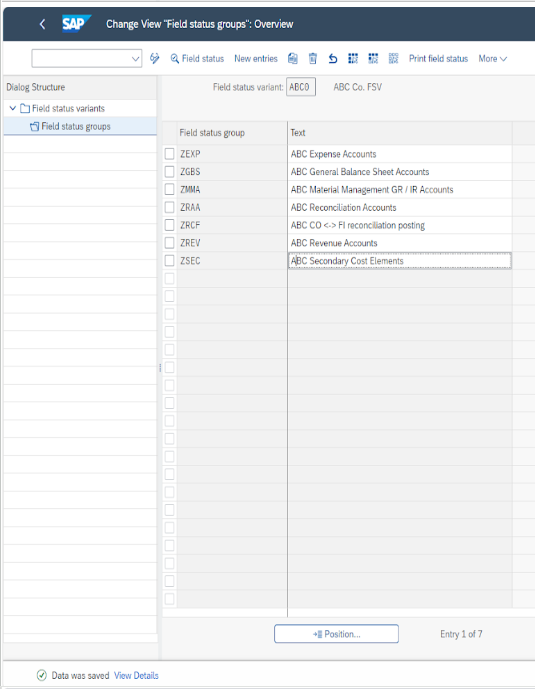 SAP Change View "Field status groups": Overview
Field status New entries Print field status More
Dialog Structure
Field status variants
Field status groups
Field status variant: ABC0 ABC Co. FSV
Field status group Text
ZEXP ABC Expense Accounts
ZGBS ABC General Balance Sheet Accounts
ZMMA ABC Material Management GR / IR Accounts
ZRAA ABC Reconciliation Accounts
ZRCF ABC CO <-> FI reconciliation posting
ZREV ABC Revenue Accounts
ZSEC ABC Secondary Cost Elements
Position... Entry 1 of 7
Data was saved View Details